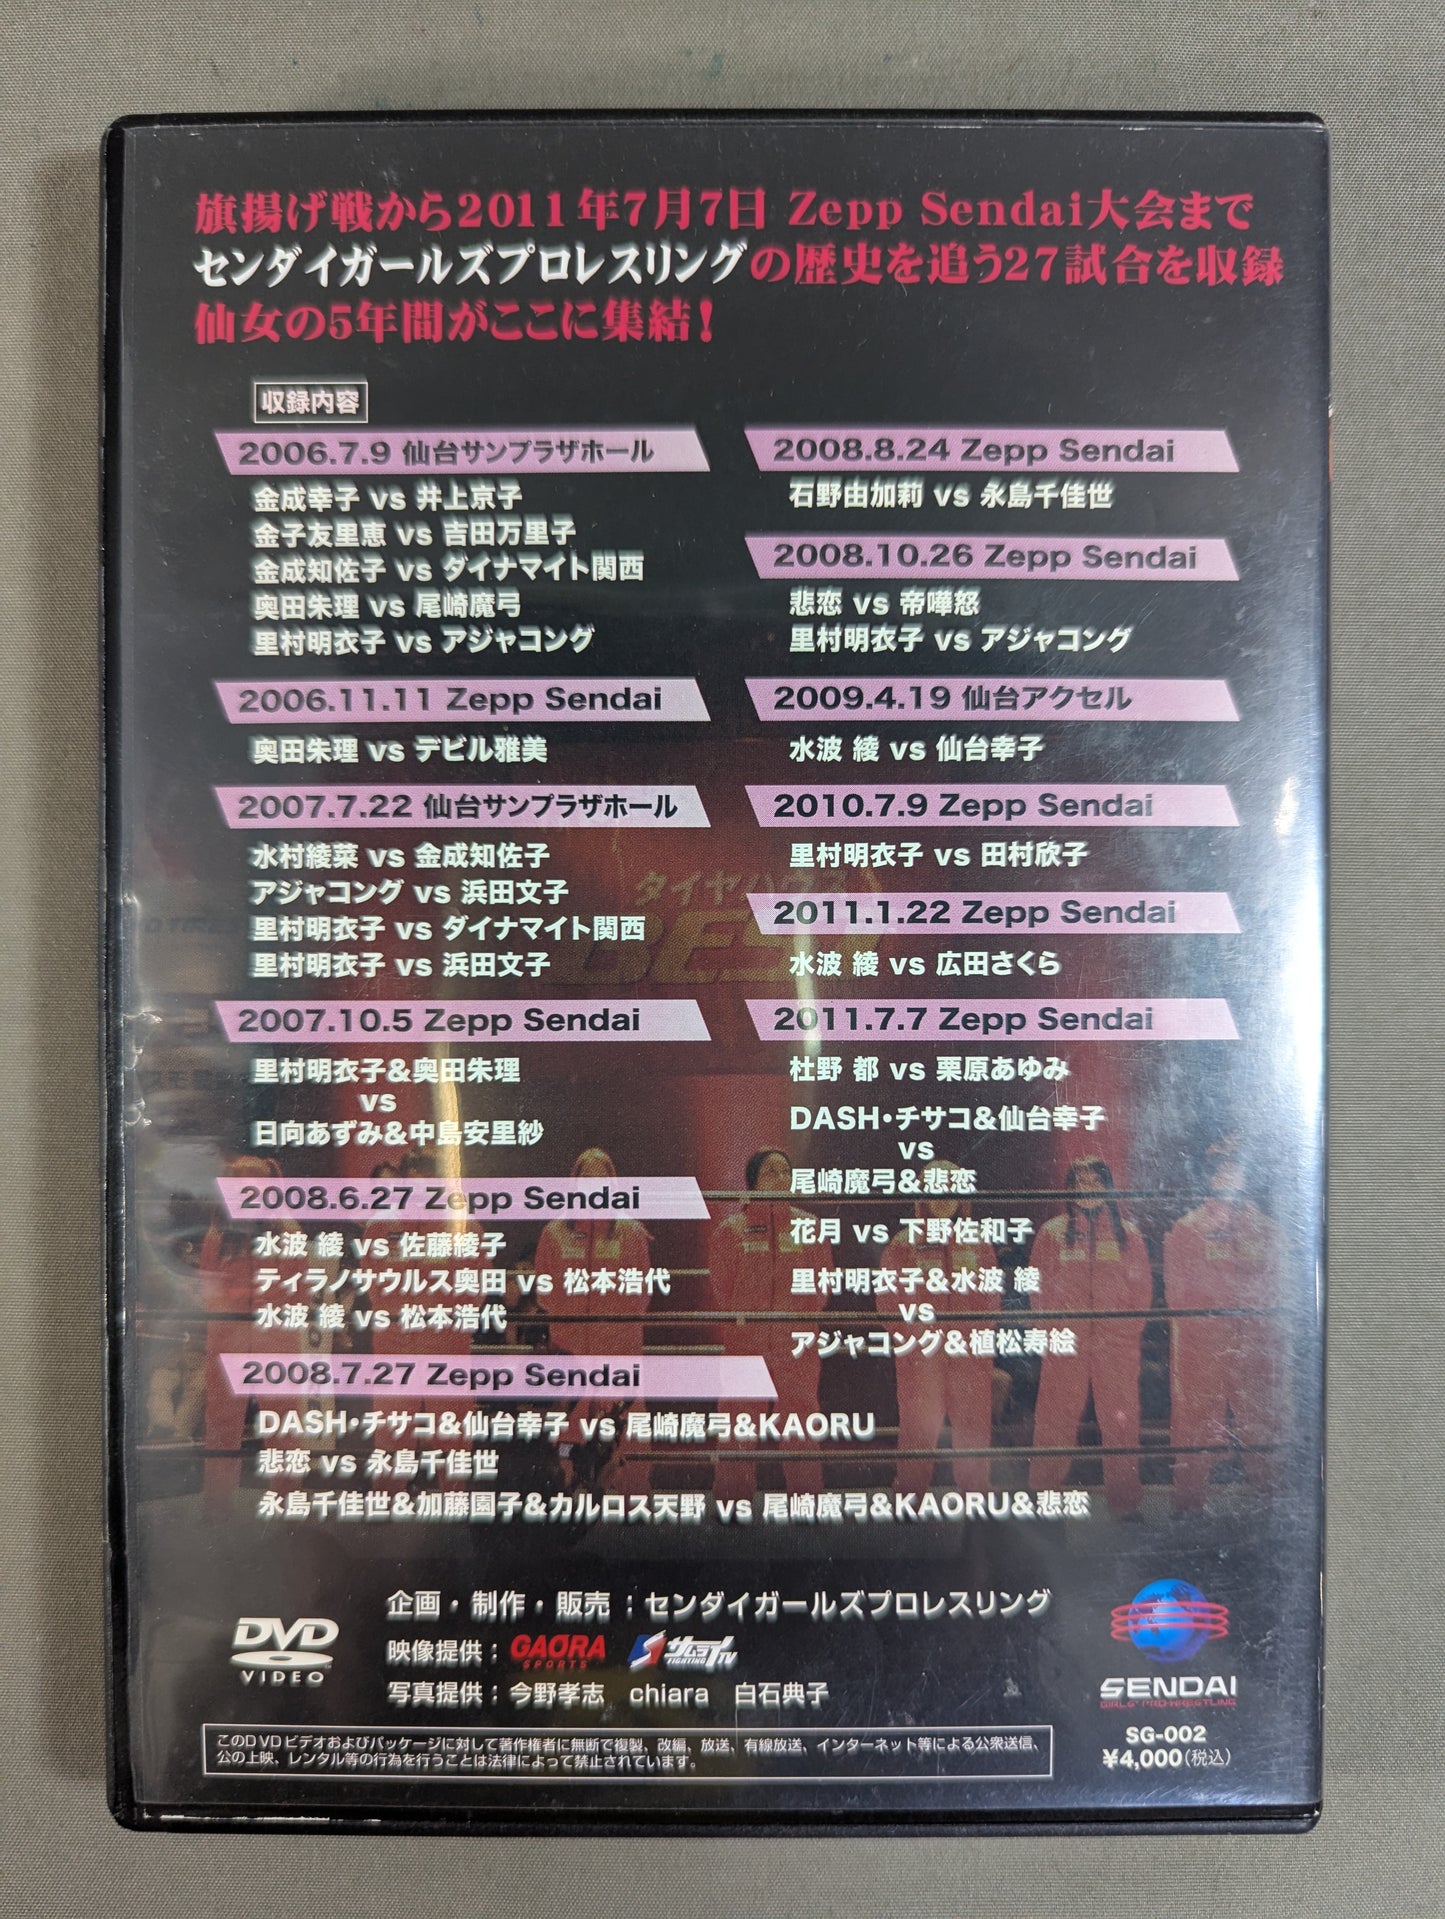 旗揚げ戦から2011年7月7日 Zepp Sendai大会まで
センダイガールズプロレスリングの歴史を追う27試合を収録
仙女の5年間がここに集結!
収録内容
2006.7.9 仙台サンプラザホール
金成幸子 vs 井上京子
金子友里恵 vs 吉田万里子
金成知佐子 vs ダイナマイト関西
奥田朱理 vs 尾崎魔弓
里村明衣子 vs アジャコング
2006.11.11 Zepp Sendai
奥田朱理 vs デビル雅美
2007.7.22 仙台サンプラザホール
水村綾菜 vs 金成知佐子
アジャコング vs 浜田文子
里村明衣子 vs ダイナマイト関西
里村明衣子 vs 浜田文子
2007.10.5 Zepp Sendai
里村明衣子&奥田朱理
vs
日向あずみ&中島安里紗
2008.6.27 Zepp Sendai
水波 綾 vs 佐藤綾子
ティラノサウルス奥田 vs 松本浩代
水波 綾 vs 松本浩代
2008.7.27 Zepp Sendai
DASH・チサコ&仙台幸子 vs 尾崎魔弓&KAORU
悲恋 vs 永島千佳世
永島千佳世&加藤園子&カルロス天野 vs 尾崎魔弓&KAORU&悲恋
2008.8.24 Zepp Sendai
石野由加莉 vs 永島千佳世
2008.10.26 Zepp Sendai
悲恋 vs 帝嘩怒
里村明衣子 vs アジャコング
2009.4.19 仙台アクセル
水波 綾 vs 仙台幸子
2010.7.9 Zepp Sendai
里村明衣子 vs 田村欣子
2011.1.22 Zepp Sendai
水波 綾 vs 広田さくら
2011.7.7 Zepp Sendai
杜野 都 vs 栗原あゆみ
DASH・チサコ&仙台幸子
vs
尾崎魔弓&悲恋
花月 vs 下野佐和子
里村明衣子&水波 綾
vs
アジャコング&植松寿絵
タイヤハウス
BEST
DVD
VIDEO
企画・制作・販売：センダイガールズプロレスリング
映像提供：GAORA SPORTS サムライTV FIGHTING
写真提供：今野孝志 chiara 白石典子
SENDAI
GIRLS' PRO-WRESTLING
SG-002
¥4,000(税込)
このDVDビデオおよびパッケージに対して著作権者に無断で複製、改編、放送、有線放送、インターネット等による公衆送信、
公の上映、レンタル等の行為を行うことは法律によって禁止されています。